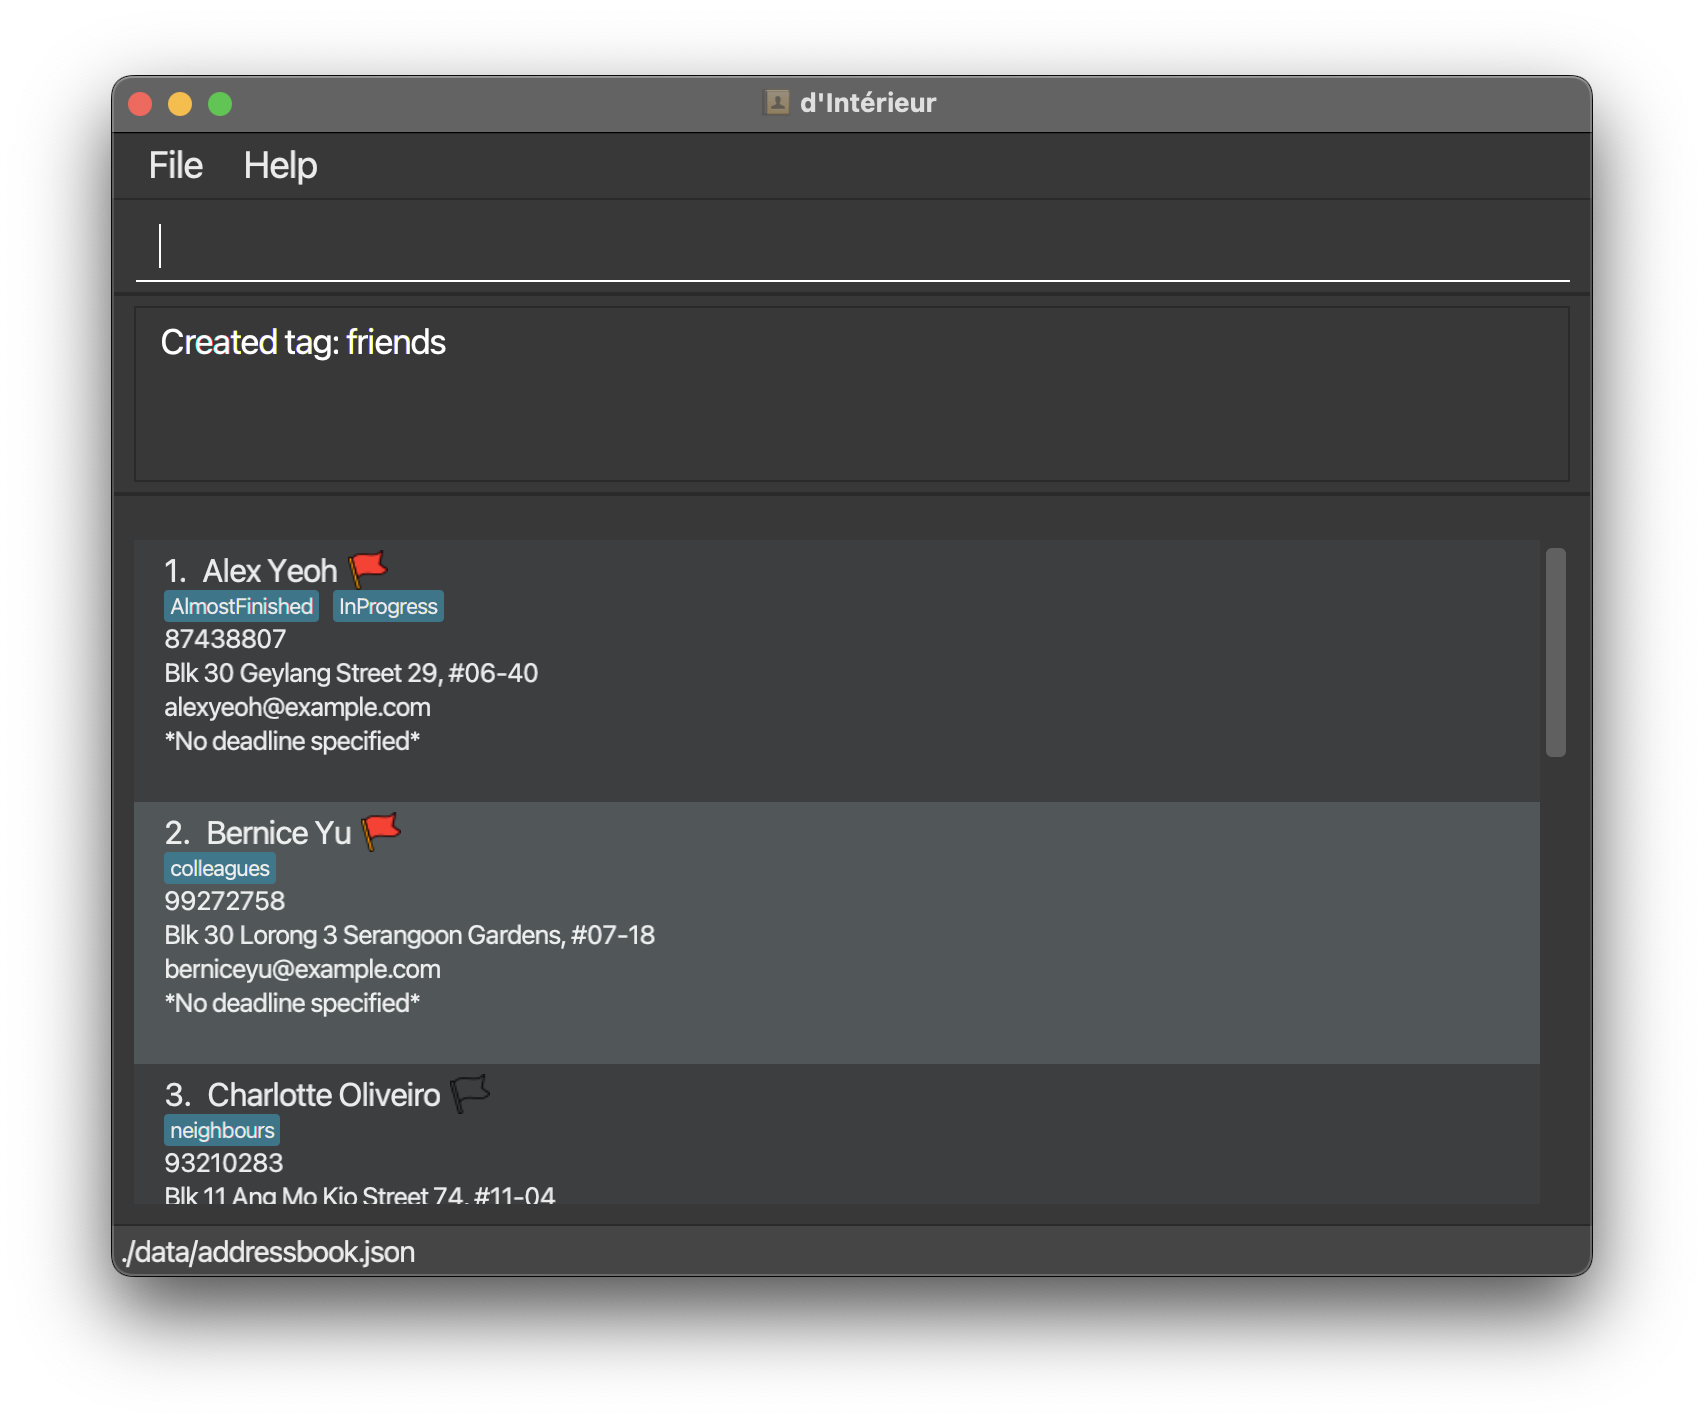 d'Intérieur
File Help
Created tag: friends
1. Alex Yeoh
AlmostFinished InProgress
87438807
Blk 30 Geylang Street 29, #06-40
alexyeoh@example.com
*No deadline specified*
2. Bernice Yu
colleagues
99272758
Blk 30 Lorong 3 Serangoon Gardens, #07-18
berniceyu@example.com
*No deadline specified*
3. Charlotte Oliveiro
neighbours
93210283
Blk 11 Ang Mo Kio Street 74, #11-04
./data/addressbook.json